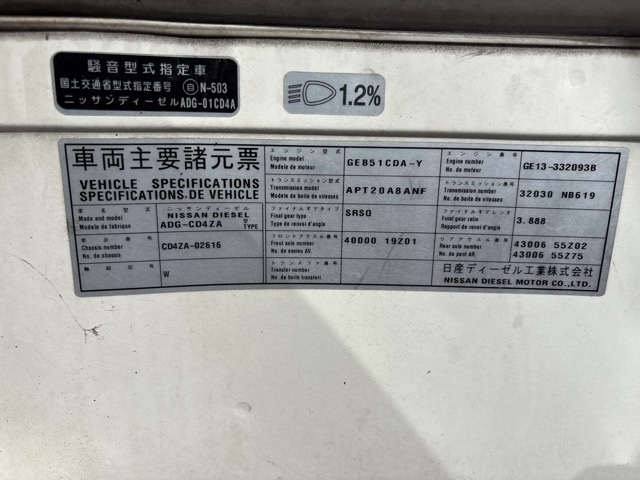 騒音型式指定車
国土交通省型式指定番号 自 N-503
ニッサンディーゼル ADG-01CD4A
1.2%
車両主要諸元票
VEHICLE SPECIFICATIONS
SPECIFICATIONS DE VEHICLE
車名 型式
Make and model
Modele de fabrique
ニッサンディーゼル
NISSAN DIESEL
ADG-CD4ZA
型式
TYPE
車台番号
Chassis number
No. de chassis
CD4ZA-02616
類別記号
W
エンジン型式
Engine model
Modele de moteur
GEB51CDA-Y
エンジン番号
Engine number
No. de moteur
GE13-332093B
トランスミッション型式
Transmission model
Modele de boite de vitesses
APT20A8ANF
トランスミッション番号
Transmission number
No. de boite de vitesses
32030 NB619
ファイナルギアタイプ
Final gear type
Type de renvoi d'angle
SRSQ
ファイナルギアレシオ
Final gear ratio
Rapport de renvoi d'angle
3.888
フロントアクスル番号
Front axle number
No. de essieu AV.
40000 19Z01
リアアクスル番号
Rear axle number
No. de pont AR.
43006 55Z02
43006 55Z75
トランスファ番号
Transfer number
No. de boite transfert
日産ディーゼル工業株式会社
NISSAN DIESEL MOTOR CO.,LTD.